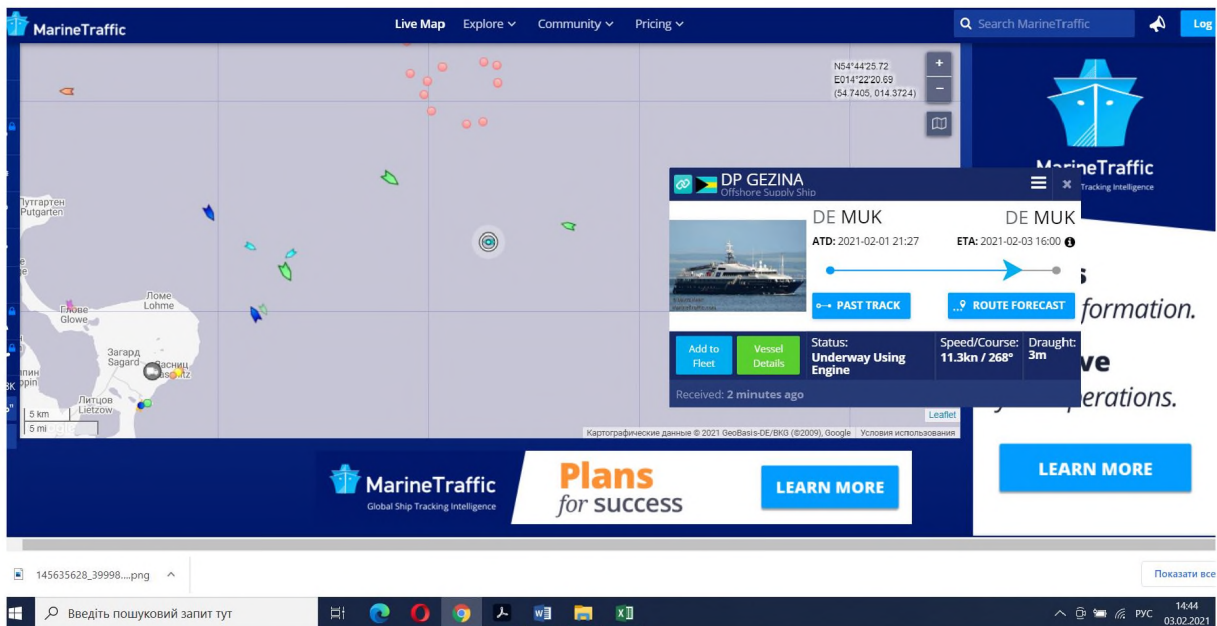 MarineTraffic
Live Map
Explore
Community
Pricing
Search MarineTraffic
Log
N54°44'25.72
E014°22'20.69
(54.7405, 014.3724)
+
−
Путгартен
Putgarten
Ломе
Lohme
Глове
Glowe
Загард
Sagard
Засниц
Литцов
Lietzow
5 km
5 mi
DP GEZINA
Offshore Supply Ship
DE MUK
DE MUK
ATD: 2021-02-01 21:27
ETA: 2021-02-03 16:00
PAST TRACK
ROUTE FORECAST
Add to
Fleet
Vessel
Details
Status:
Underway Using
Engine
Speed/Course:
11.3kn / 268°
Draught:
3m
Received: 2 minutes ago
Leaflet
Картографические данные © 2021 GeoBasis-DE/BKG (©2009), Google
Условия использования
MarineTraffic
Tracking Intelligence
s
formation.
ve
erations.
LEARN MORE
MarineTraffic
Global Ship Tracking Intelligence
Plans
for success
LEARN MORE
145635628_39998....png
Показати все
Введіть пошуковий запит тут
РУС
14:44
03.02.2021